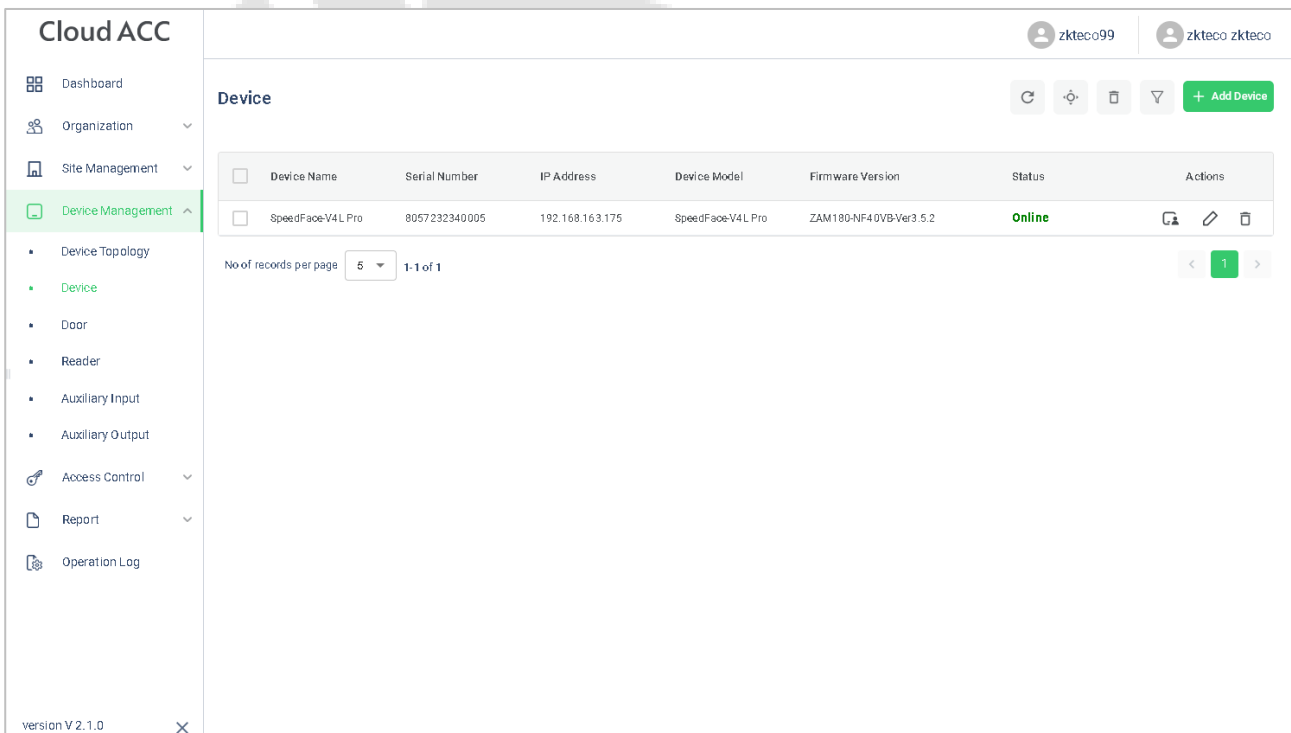 Cloud ACC
zkteco99
zkteco zkteco
Dashboard
Organization
Site Management
Device Management
Device Topology
Device
Door
Reader
Auxiliary Input
Auxiliary Output
Access Control
Report
Operation Log
version V 2.1.0
Device
+ Add Device
Device Name Serial Number IP Address Device Model Firmware Version Status Actions
SpeedFace-V4L Pro 8057232340005 192.168.163.175 SpeedFace-V4L Pro ZAM180-NF40VB-Ver3.5.2 Online
No of records per page 5 1-1 of 1
< 1 >